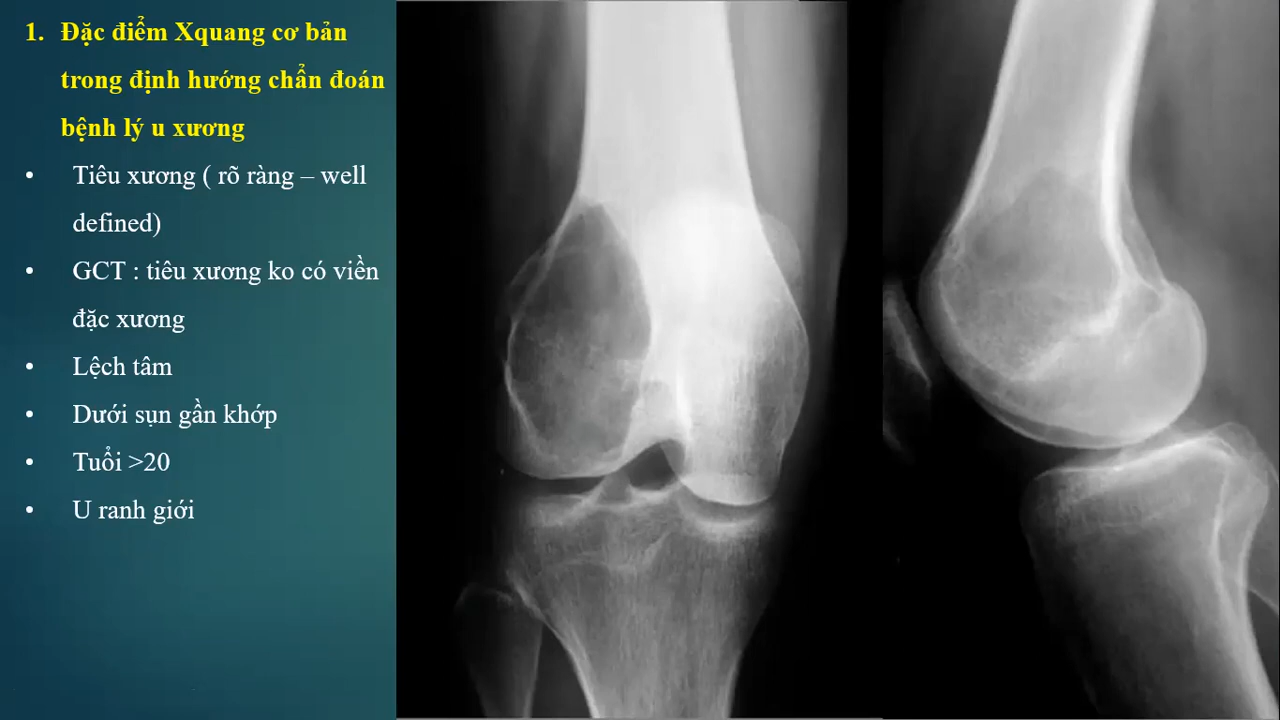 1. Đặc điểm Xquang cơ bản
trong định hướng chẩn đoán
bệnh lý u xương
• Tiêu xương ( rõ ràng – well
defined)
• GCT : tiêu xương ko có viền
đặc xương
• Lệch tâm
• Dưới sụn gần khớp
• Tuổi >20
• U ranh giới